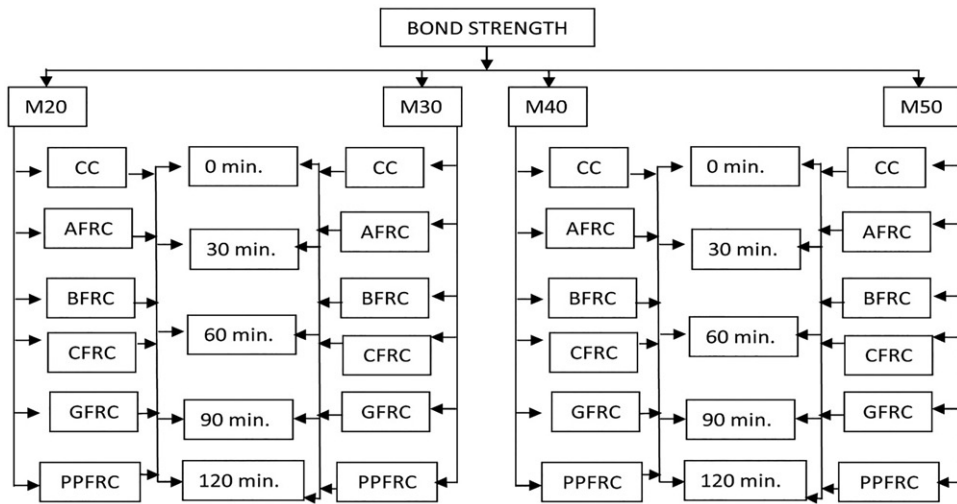 BOND STRENGTH
M20
M30
M40
M50
CC
0 min.
CC
CC
0 min.
CC
AFRC
30 min.
AFRC
AFRC
30 min.
AFRC
BFRC
60 min.
BFRC
BFRC
60 min.
BFRC
CFRC
CFRC
CFRC
CFRC
GFRC
90 min.
GFRC
GFRC
90 min.
GFRC
PPFRC
120 min.
PPFRC
PPFRC
120 min.
PPFRC